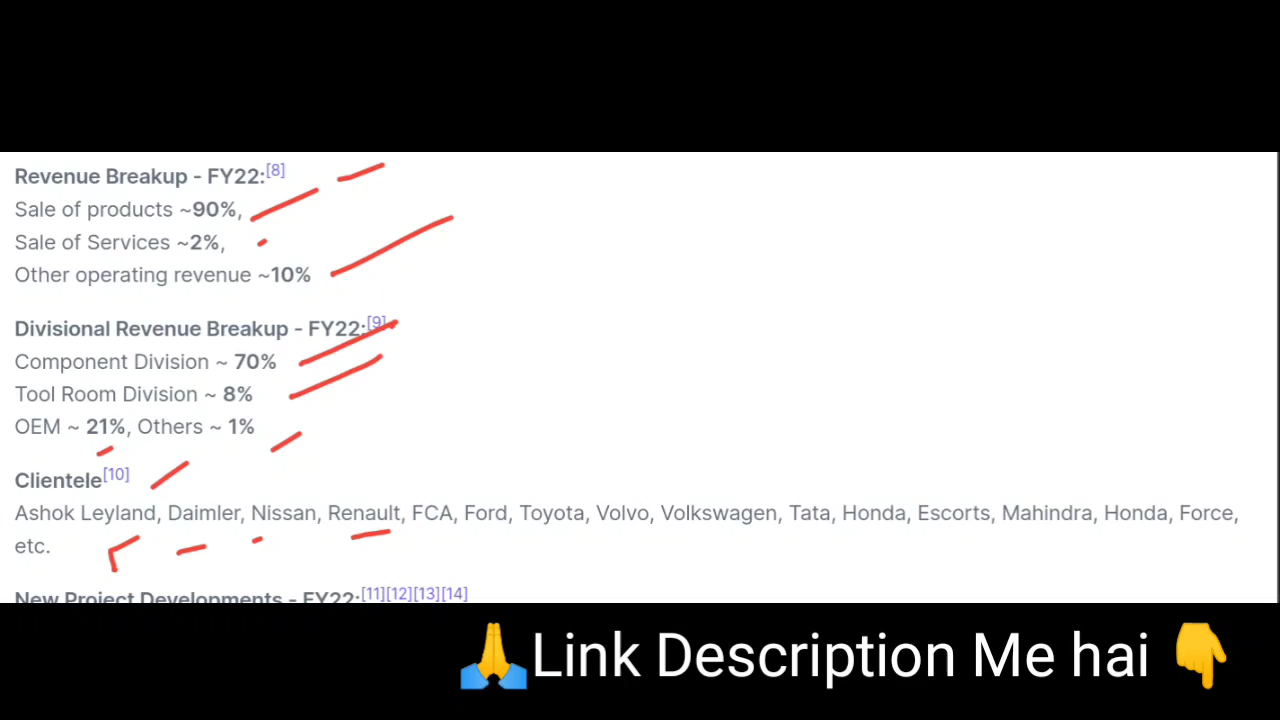 Revenue Breakup - FY22:[8]
Sale of products ~90%,
Sale of Services ~2%,
Other operating revenue ~10%
Divisional Revenue Breakup - FY22:[9]
Component Division ~ 70%
Tool Room Division ~ 8%
OEM ~ 21%, Others ~ 1%
Clientele[10]
Ashok Leyland, Daimler, Nissan, Renault, FCA, Ford, Toyota, Volvo, Volkswagen, Tata, Honda, Escorts, Mahindra, Honda, Force,
etc.
New Project Developments - FY22:[11][12][13][14]
🙏Link Description Me hai 👇